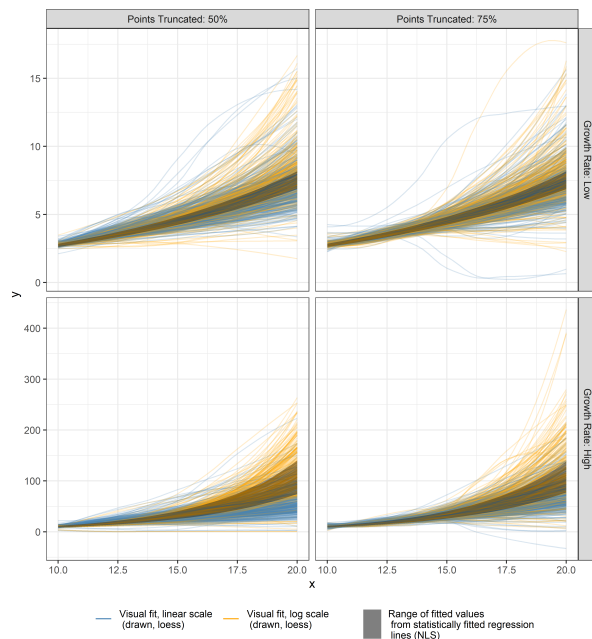 Points Truncated: 50%
Points Truncated: 75%
15
10
5
0
Growth Rate: Low
y
400
300
200
100
0
Growth Rate: High
10.0 12.5 15.0 17.5 20.0 10.0 12.5 15.0 17.5 20.0
x
Visual fit, linear scale
(drawn, loess)
Visual fit, log scale
(drawn, loess)
Range of fitted values
from statistically fitted regression
lines (NLS)